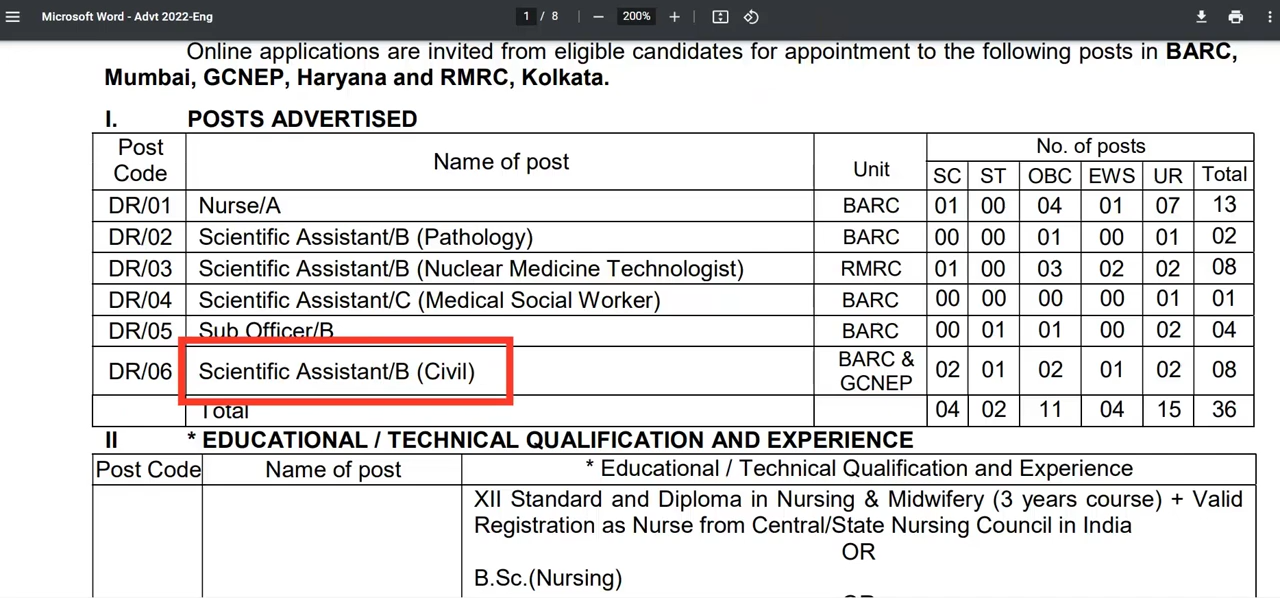 Microsoft Word - Advt 2022-Eng
1 / 8
200%
Online applications are invited from eligible candidates for appointment to the following posts in BARC,
Mumbai, GCNEP, Haryana and RMRC, Kolkata.
I. POSTS ADVERTISED
Post Code Name of post Unit No. of posts
SC ST OBC EWS UR Total
DR/01 Nurse/A BARC 01 00 04 01 07 13
DR/02 Scientific Assistant/B (Pathology) BARC 00 00 01 00 01 02
DR/03 Scientific Assistant/B (Nuclear Medicine Technologist) RMRC 01 00 03 02 02 08
DR/04 Scientific Assistant/C (Medical Social Worker) BARC 00 00 00 00 01 01
DR/05 Sub Officer/B BARC 00 01 01 00 02 04
DR/06 Scientific Assistant/B (Civil) BARC & GCNEP 02 01 02 01 02 08
Total 04 02 11 04 15 36
II * EDUCATIONAL / TECHNICAL QUALIFICATION AND EXPERIENCE
Post Code Name of post * Educational / Technical Qualification and Experience
XII Standard and Diploma in Nursing & Midwifery (3 years course) + Valid
Registration as Nurse from Central/State Nursing Council in India
OR
B.Sc.(Nursing)